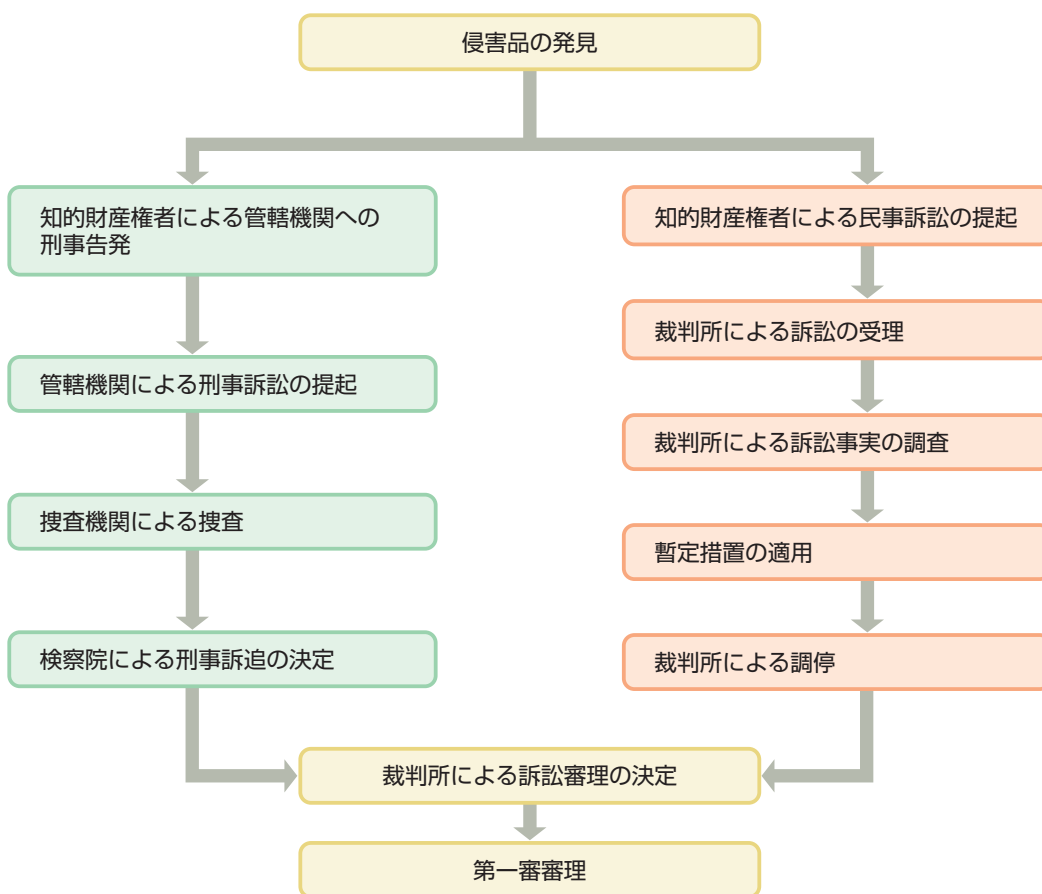 侵害品の発見
知的財産権者による管轄機関への
刑事告発
管轄機関による刑事訴訟の提起
捜査機関による捜査
検察院による刑事訴追の決定
知的財産権者による民事訴訟の提起
裁判所による訴訟の受理
裁判所による訴訟事実の調査
暫定措置の適用
裁判所による調停
裁判所による訴訟審理の決定
第一審審理